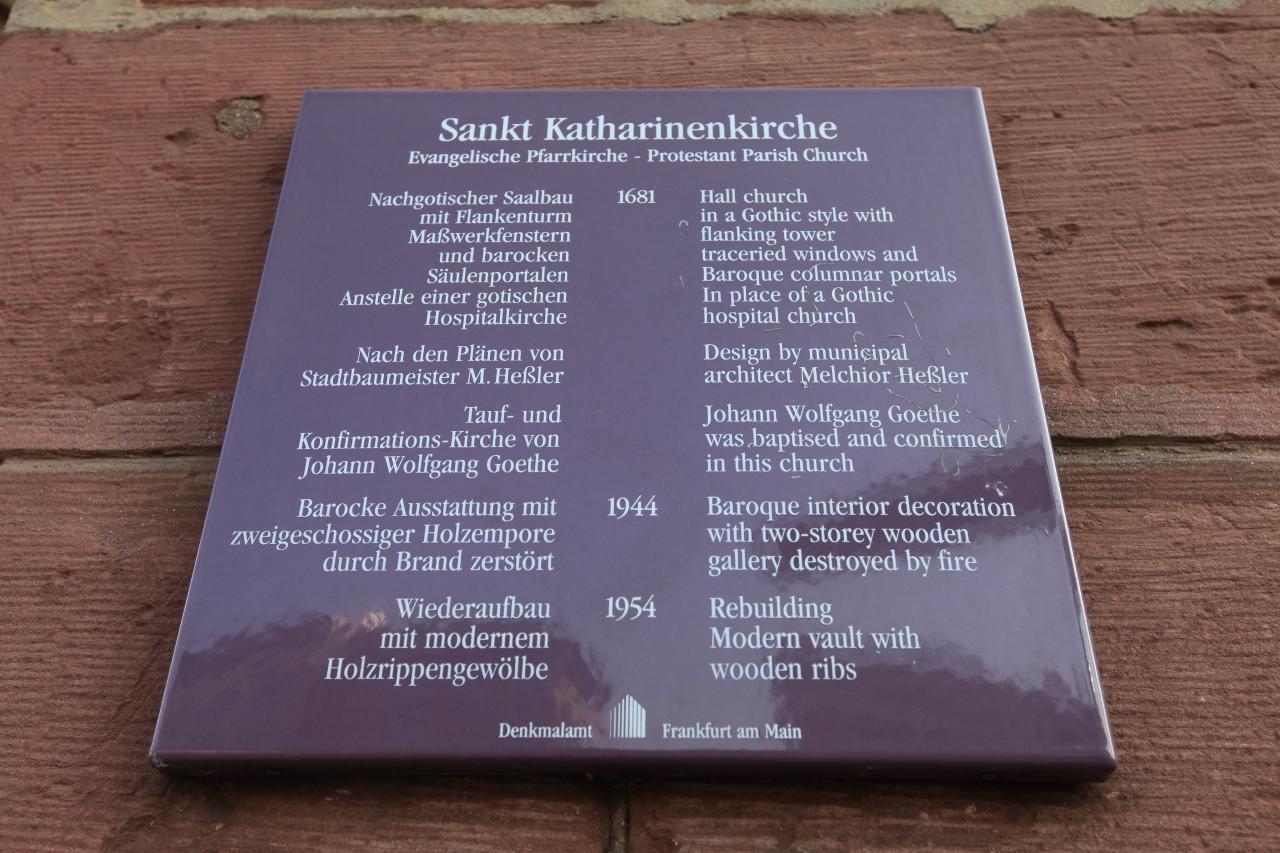 Sankt Katharinenkirche
Evangelische Pfarrkirche - Protestant Parish Church
Nachgotischer Saalbau 1681 Hall church
mit Flankenturm in a Gothic style with
Maßwerkfenstern flanking tower
und barocken traceried windows and
Säulenportalen Baroque columnar portals
Anstelle einer gotischen In place of a Gothic
Hospitalkirche hospital church
Nach den Plänen von Design by municipal
Stadtbaumeister M. Heßler architect Melchior Heßler
Tauf- und Johann Wolfgang Goethe
Konfirmations-Kirche von was baptised and confirmed
Johann Wolfgang Goethe in this church
Barocke Ausstattung mit 1944 Baroque interior decoration
zweigeschossiger Holzempore with two-storey wooden
durch Brand zerstört gallery destroyed by fire
Wiederaufbau 1954 Rebuilding
mit modernem Modern vault with
Holzrippengewölbe wooden ribs
Denkmalamt Frankfurt am Main